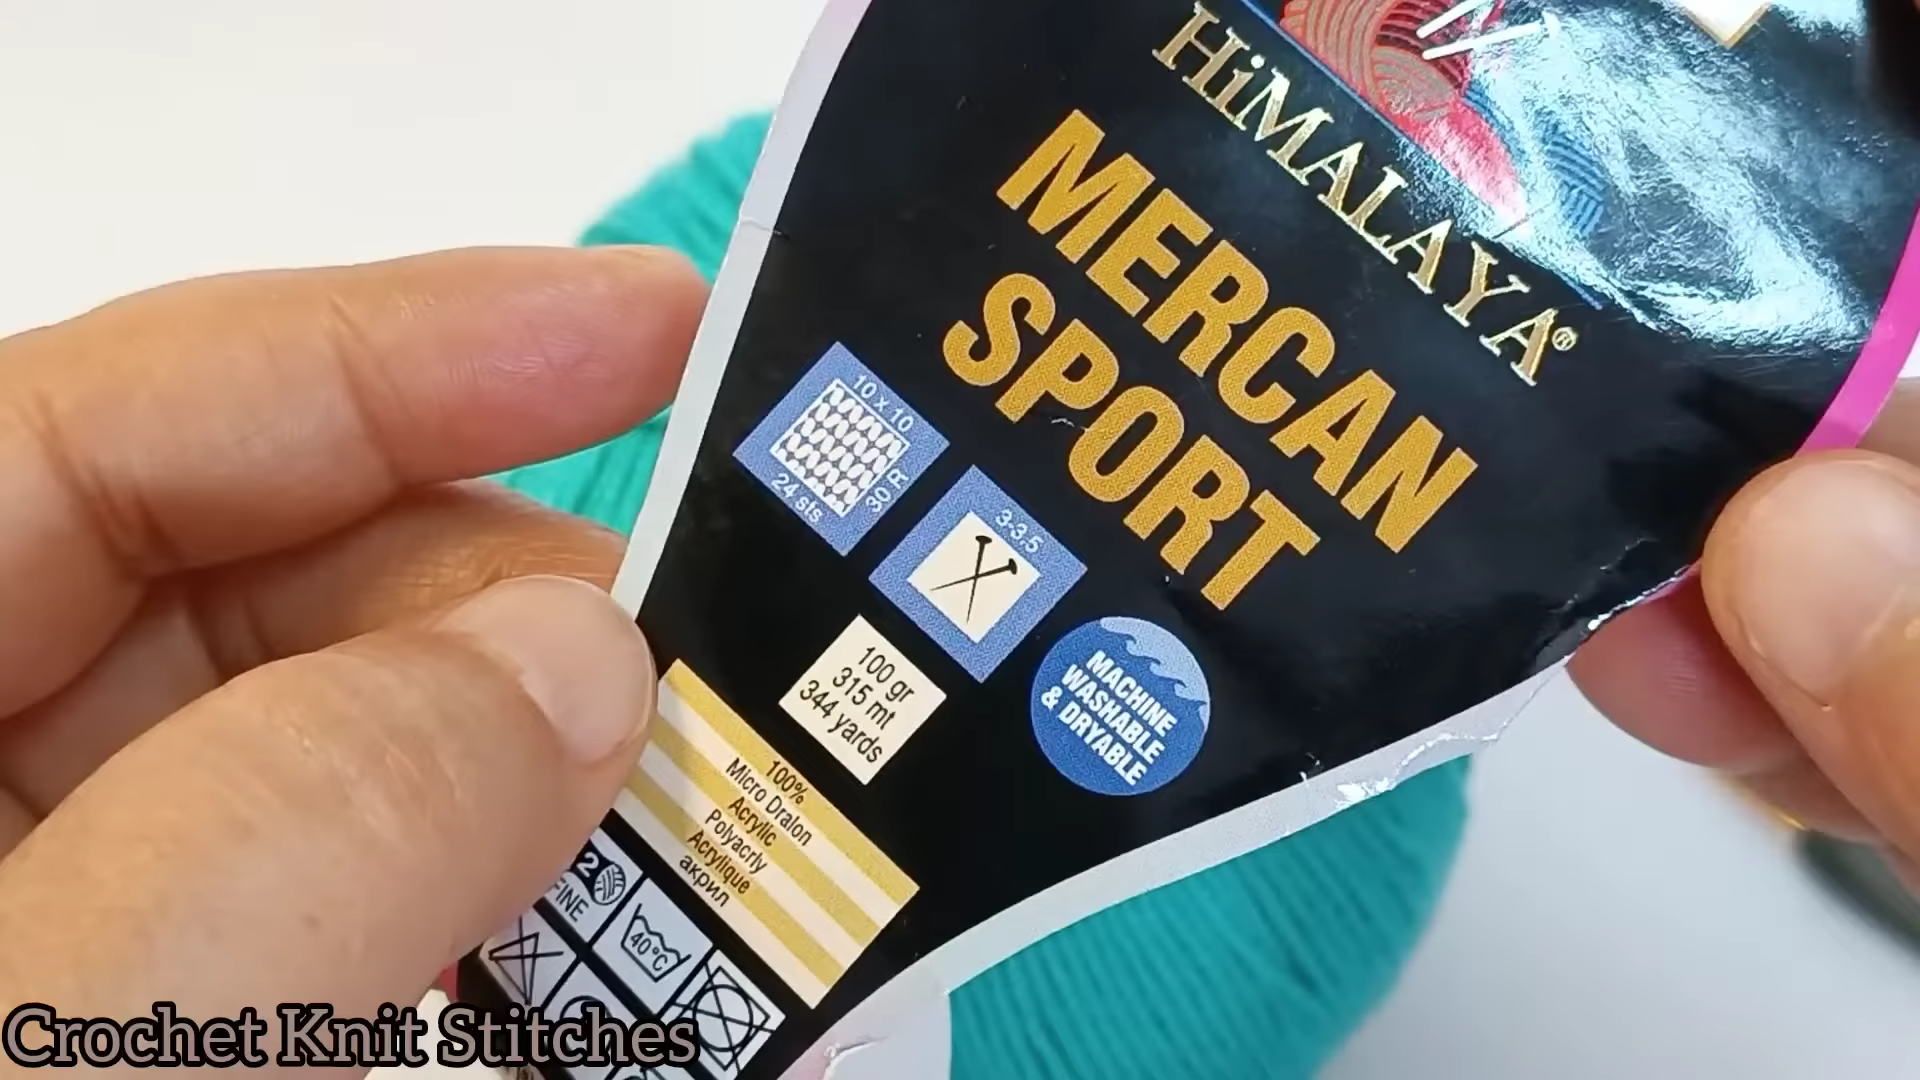 HiMALAYA®
MERCAN
SPORT
10 x 10
30 R
24 sts
3-3,5
100 gr
315 mt
344 yards
MACHINE
WASHABLE
& DRYABLE
100%
Micro Dralon
Acrylic
Polyacrly
Acrylique
акрил
2
FINE
40°C
Crochet Knit Stitches